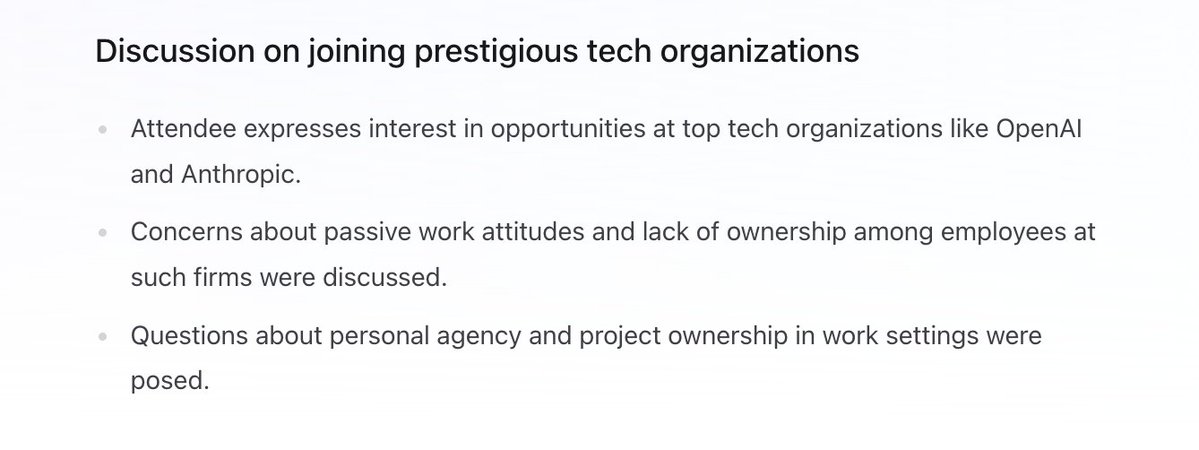 Discussion on joining prestigious tech organizations
Attendee expresses interest in opportunities at top tech organizations like OpenAI
and Anthropic.
Concerns about passive work attitudes and lack of ownership among employees at
such firms were discussed.
Questions about personal agency and project ownership in work settings were
posed.